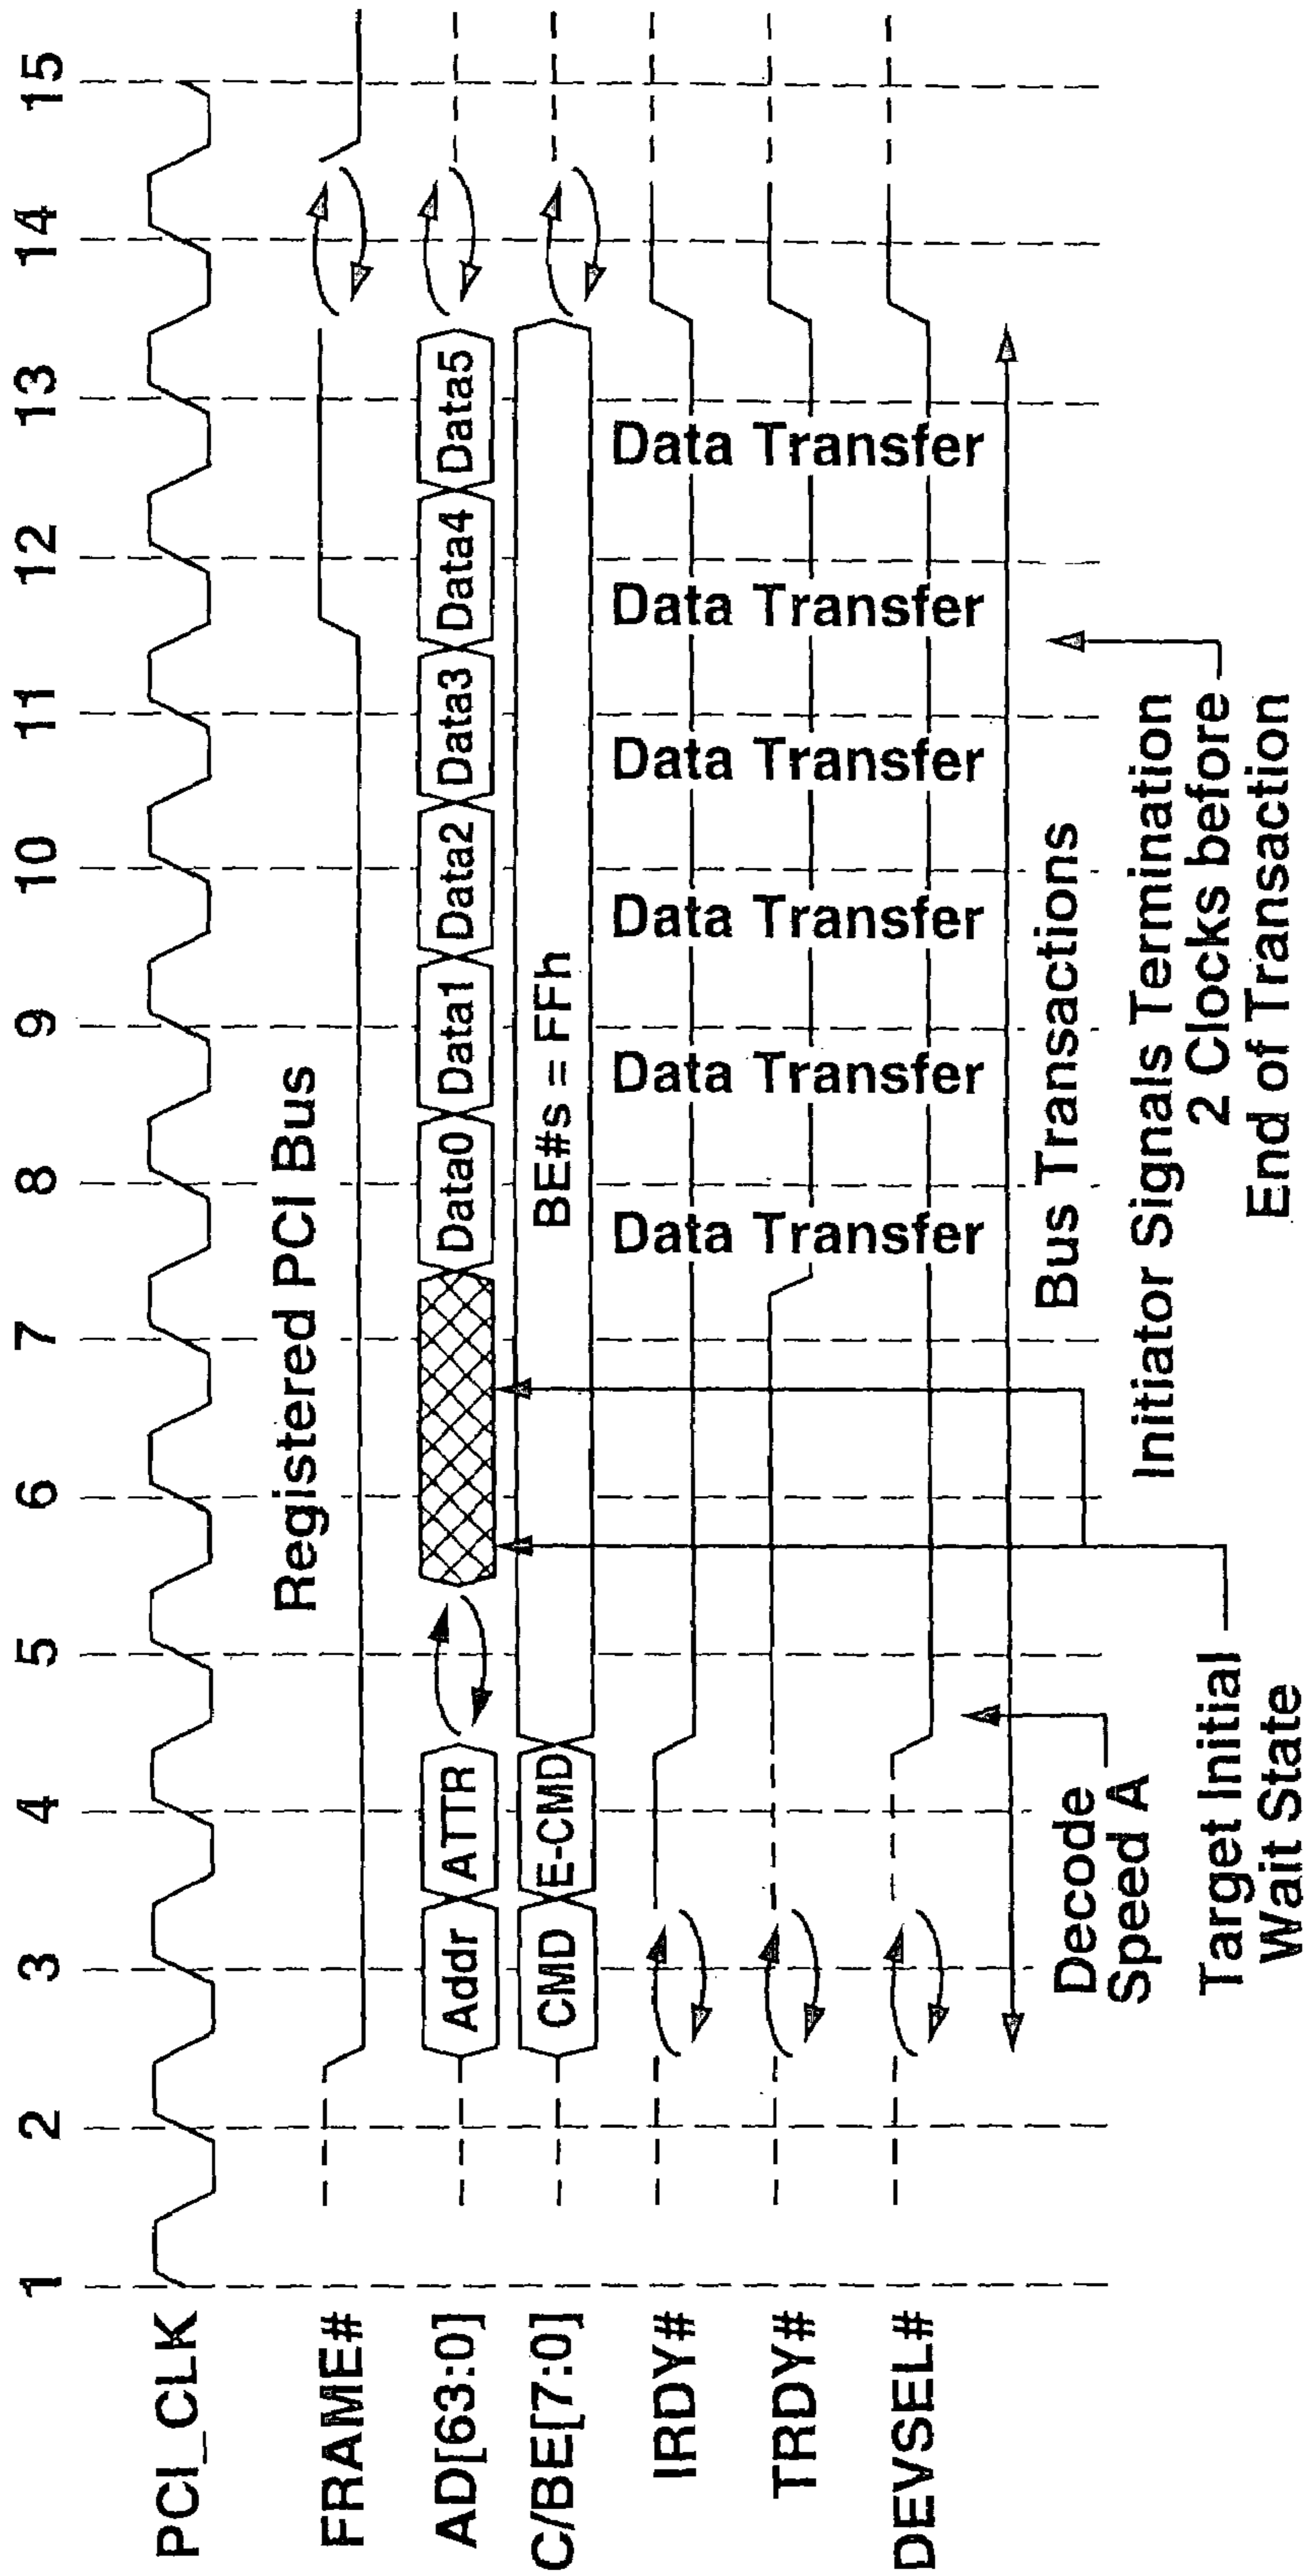 1 2 3 4 5 6 7 8 9 10 11 12 13 14 15
PCI_CLK
Registered PCI Bus
FRAME#
AD[63:0] Addr ATTR Data0 Data1 Data2 Data3 Data4 Data5
C/BE[7:0] CMD E-CMD BE#s = FFh
IRDY#
TRDY#
DEVSEL#
Data Transfer Data Transfer Data Transfer Data Transfer Data Transfer Data Transfer
Bus Transactions
Decode
Speed A
Target Initial
Wait State
Initiator Signals Termination
2 Clocks before
End of Transaction